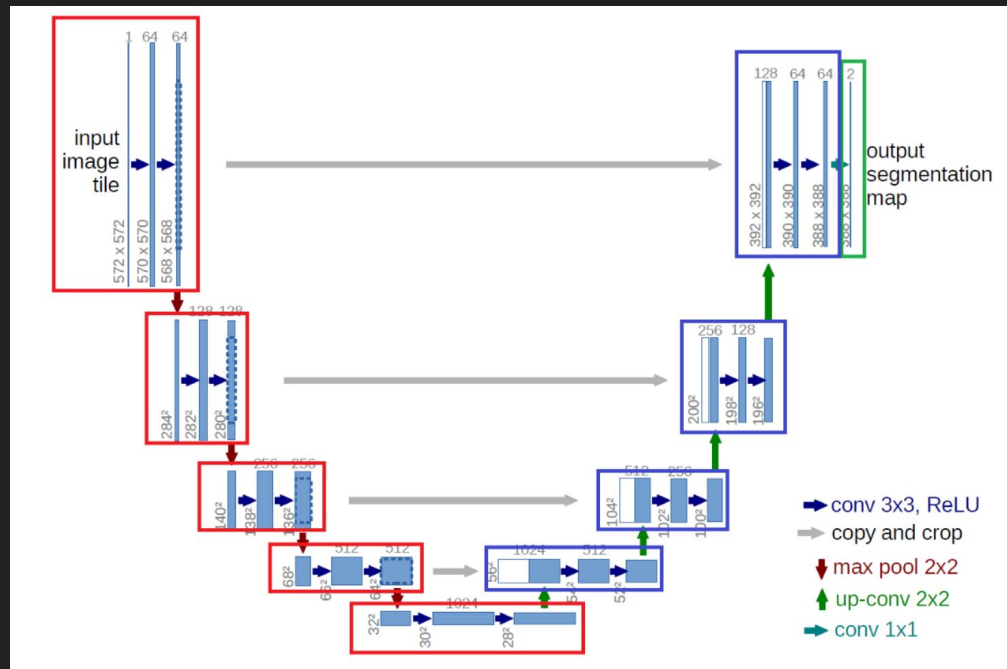 1 64 64
input
image
tile
572 x 572
570 x 570
568 x 568
128 64 64 2
392 x 392
390 x 390
388 x 388
388 x 388
output
segmentation
map
128 128
284²
282²
280²
256 128
200²
198²
196²
256 256
140²
138²
136²
512 256
104²
102²
100²
512 512
68²
66²
64²
1024 512
56²
54²
52²
1024
32²
30²
28²
conv 3x3, ReLU
copy and crop
max pool 2x2
up-conv 2x2
conv 1x1